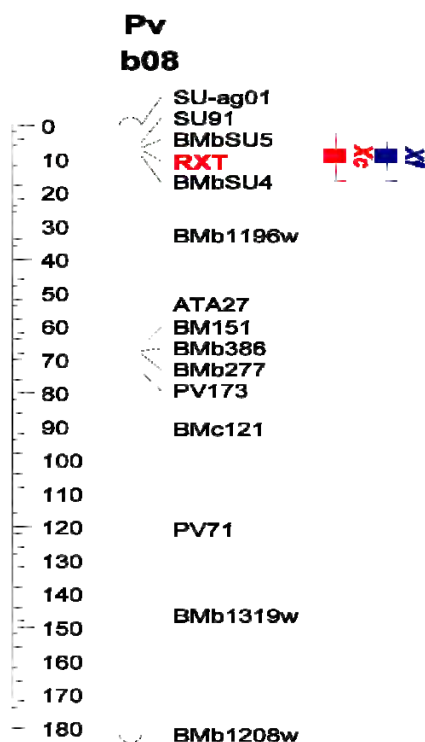 Pv
b08
SU-ag01
0 SU91
BMbSU5
10 RXT Xc Xf
20 BMbSU4
30 BMb1196w
40
50 ATA27
60 BM151
BMb386
70 BMb277
80 PV173
90 BMc121
100
110
120 PV71
130
140
BMb1319w
150
160
170
180 BMb1208w